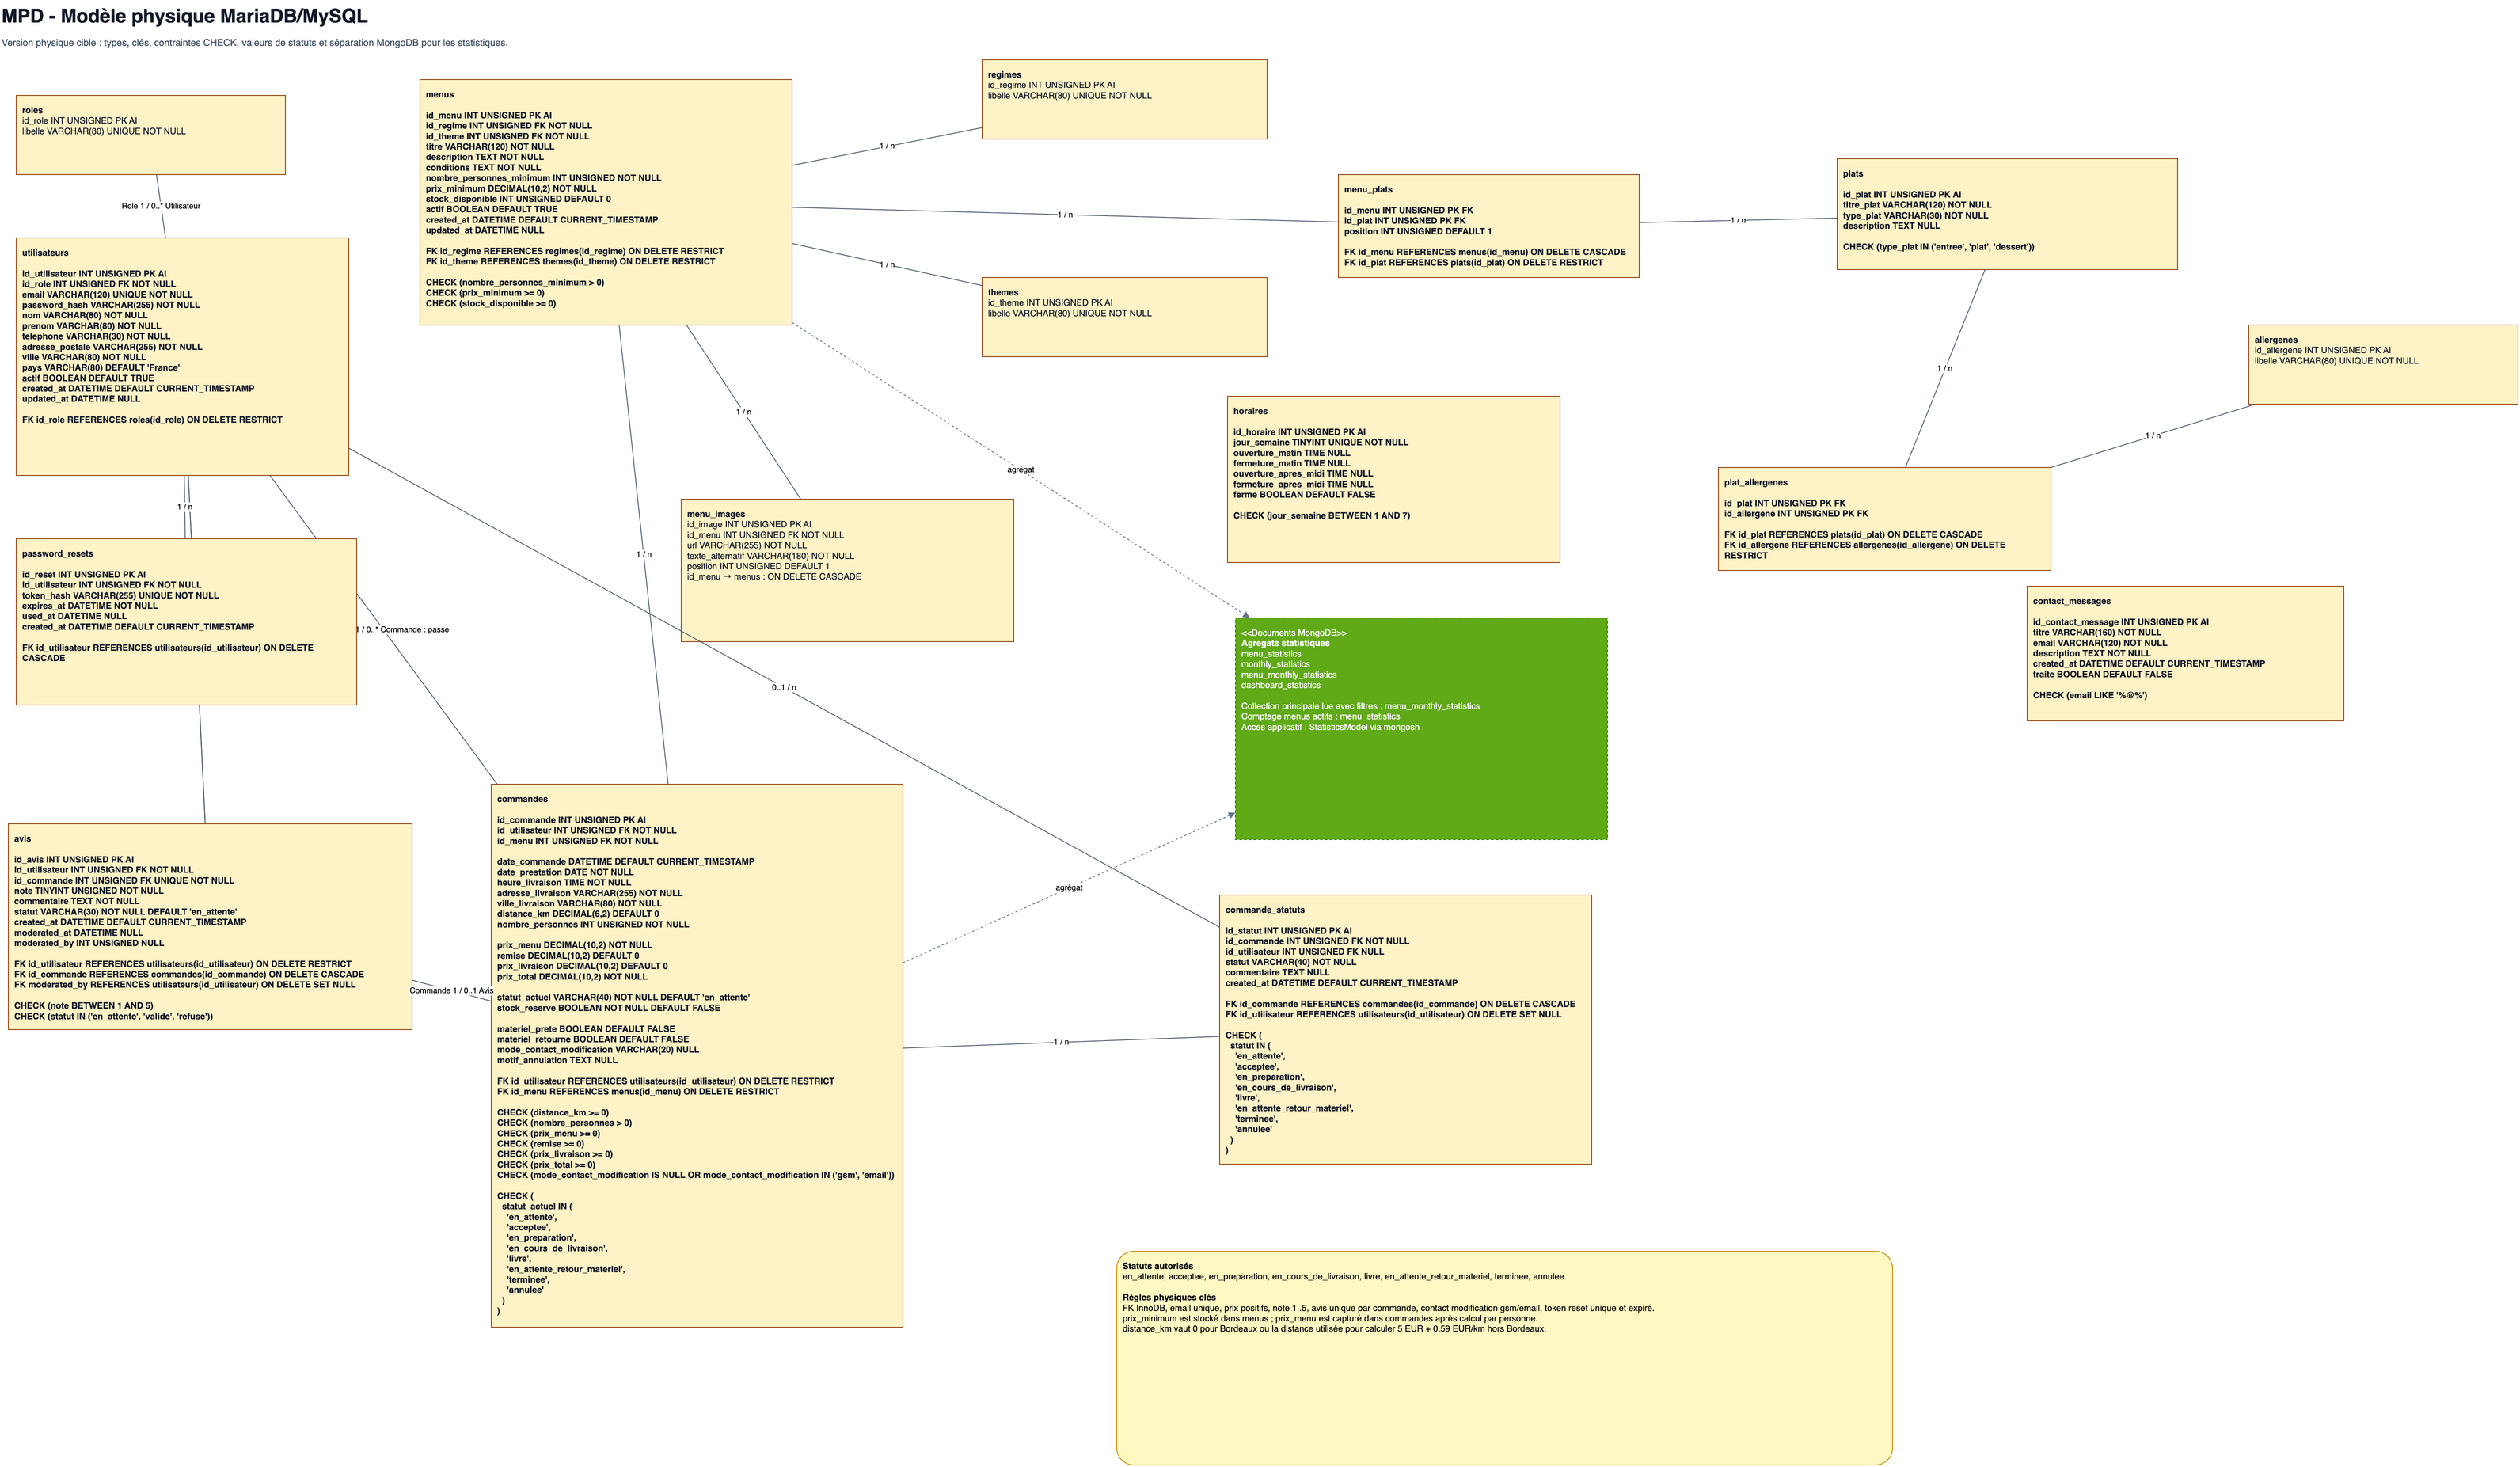 MPD - Modèle physique MariaDB/MySQL
Version physique cible : types, clés, contraintes CHECK, valeurs de statuts et séparation MongoDB pour les statistiques.
roles
id_role INT UNSIGNED PK AI
libelle VARCHAR(80) UNIQUE NOT NULL
Role 1 / 0..* Utilisateur
utilisateurs
id_utilisateur INT UNSIGNED PK AI
id_role INT UNSIGNED FK NOT NULL
email VARCHAR(120) UNIQUE NOT NULL
password_hash VARCHAR(255) NOT NULL
nom VARCHAR(80) NOT NULL
prenom VARCHAR(80) NOT NULL
telephone VARCHAR(30) NOT NULL
adresse_postale VARCHAR(255) NOT NULL
ville VARCHAR(80) NOT NULL
pays VARCHAR(80) DEFAULT 'France'
actif BOOLEAN DEFAULT TRUE
created_at DATETIME DEFAULT CURRENT_TIMESTAMP
updated_at DATETIME NULL
FK id_role REFERENCES roles(id_role) ON DELETE RESTRICT
1 / n
password_resets
id_reset INT UNSIGNED PK AI
id_utilisateur INT UNSIGNED FK NOT NULL
token_hash VARCHAR(255) UNIQUE NOT NULL
expires_at DATETIME NOT NULL
used_at DATETIME NULL
created_at DATETIME DEFAULT CURRENT_TIMESTAMP
FK id_utilisateur REFERENCES utilisateurs(id_utilisateur) ON DELETE
CASCADE
1 / 0..* Commande : passe
avis
id_avis INT UNSIGNED PK AI
id_utilisateur INT UNSIGNED FK NOT NULL
id_commande INT UNSIGNED FK UNIQUE NOT NULL
note TINYINT UNSIGNED NOT NULL
commentaire TEXT NOT NULL
statut VARCHAR(30) NOT NULL DEFAULT 'en_attente'
created_at DATETIME DEFAULT CURRENT_TIMESTAMP
moderated_at DATETIME NULL
moderated_by INT UNSIGNED NULL
FK id_utilisateur REFERENCES utilisateurs(id_utilisateur) ON DELETE RESTRICT
FK id_commande REFERENCES commandes(id_commande) ON DELETE CASCADE
FK moderated_by REFERENCES utilisateurs(id_utilisateur) ON DELETE SET NULL
CHECK (note BETWEEN 1 AND 5)
CHECK (statut IN ('en_attente', 'valide', 'refuse'))
Commande 1 / 0..1 Avis
menus
id_menu INT UNSIGNED PK AI
id_regime INT UNSIGNED FK NOT NULL
id_theme INT UNSIGNED FK NOT NULL
titre VARCHAR(120) NOT NULL
description TEXT NOT NULL
conditions TEXT NOT NULL
nombre_personnes_minimum INT UNSIGNED NOT NULL
prix_minimum DECIMAL(10,2) NOT NULL
stock_disponible INT UNSIGNED DEFAULT 0
actif BOOLEAN DEFAULT TRUE
created_at DATETIME DEFAULT CURRENT_TIMESTAMP
updated_at DATETIME NULL
FK id_regime REFERENCES regimes(id_regime) ON DELETE RESTRICT
FK id_theme REFERENCES themes(id_theme) ON DELETE RESTRICT
CHECK (nombre_personnes_minimum > 0)
CHECK (prix_minimum >= 0)
CHECK (stock_disponible >= 0)
1 / n
1 / n
1 / n
1 / n
1 / n
agrégat
regimes
id_regime INT UNSIGNED PK AI
libelle VARCHAR(80) UNIQUE NOT NULL
themes
id_theme INT UNSIGNED PK AI
libelle VARCHAR(80) UNIQUE NOT NULL
menu_images
id_image INT UNSIGNED PK AI
id_menu INT UNSIGNED FK NOT NULL
url VARCHAR(255) NOT NULL
texte_alternatif VARCHAR(180) NOT NULL
position INT UNSIGNED DEFAULT 1
id_menu → menus : ON DELETE CASCADE
0..1 / n
commandes
id_commande INT UNSIGNED PK AI
id_utilisateur INT UNSIGNED FK NOT NULL
id_menu INT UNSIGNED FK NOT NULL
date_commande DATETIME DEFAULT CURRENT_TIMESTAMP
date_prestation DATE NOT NULL
heure_livraison TIME NOT NULL
adresse_livraison VARCHAR(255) NOT NULL
ville_livraison VARCHAR(80) NOT NULL
distance_km DECIMAL(6,2) DEFAULT 0
nombre_personnes INT UNSIGNED NOT NULL
prix_menu DECIMAL(10,2) NOT NULL
remise DECIMAL(10,2) DEFAULT 0
prix_livraison DECIMAL(10,2) DEFAULT 0
prix_total DECIMAL(10,2) NOT NULL
statut_actuel VARCHAR(40) NOT NULL DEFAULT 'en_attente'
stock_reserve BOOLEAN NOT NULL DEFAULT FALSE
materiel_prete BOOLEAN DEFAULT FALSE
materiel_retourne BOOLEAN DEFAULT FALSE
mode_contact_modification VARCHAR(20) NULL
motif_annulation TEXT NULL
FK id_utilisateur REFERENCES utilisateurs(id_utilisateur) ON DELETE RESTRICT
FK id_menu REFERENCES menus(id_menu) ON DELETE RESTRICT
CHECK (distance_km >= 0)
CHECK (nombre_personnes > 0)
CHECK (prix_menu >= 0)
CHECK (remise >= 0)
CHECK (prix_livraison >= 0)
CHECK (prix_total >= 0)
CHECK (mode_contact_modification IS NULL OR mode_contact_modification IN ('gsm', 'email'))
CHECK (
statut_actuel IN (
'en_attente',
'acceptee',
'en_preparation',
'en_cours_de_livraison',
'livre',
'en_attente_retour_materiel',
'terminee',
'annulee'
)
)
agrégat
1 / n
menu_plats
id_menu INT UNSIGNED PK FK
id_plat INT UNSIGNED PK FK
position INT UNSIGNED DEFAULT 1
FK id_menu REFERENCES menus(id_menu) ON DELETE CASCADE
FK id_plat REFERENCES plats(id_plat) ON DELETE RESTRICT
1 / n
plats
id_plat INT UNSIGNED PK AI
titre_plat VARCHAR(120) NOT NULL
type_plat VARCHAR(30) NOT NULL
description TEXT NULL
CHECK (type_plat IN ('entree', 'plat', 'dessert'))
1 / n
allergenes
id_allergene INT UNSIGNED PK AI
libelle VARCHAR(80) UNIQUE NOT NULL
1 / n
horaires
id_horaire INT UNSIGNED PK AI
jour_semaine TINYINT UNIQUE NOT NULL
ouverture_matin TIME NULL
fermeture_matin TIME NULL
ouverture_apres_midi TIME NULL
fermeture_apres_midi TIME NULL
ferme BOOLEAN DEFAULT FALSE
CHECK (jour_semaine BETWEEN 1 AND 7)
plat_allergenes
id_plat INT UNSIGNED PK FK
id_allergene INT UNSIGNED PK FK
FK id_plat REFERENCES plats(id_plat) ON DELETE CASCADE
FK id_allergene REFERENCES allergenes(id_allergene) ON DELETE
RESTRICT
contact_messages
id_contact_message INT UNSIGNED PK AI
titre VARCHAR(160) NOT NULL
email VARCHAR(120) NOT NULL
description TEXT NOT NULL
created_at DATETIME DEFAULT CURRENT_TIMESTAMP
traite BOOLEAN DEFAULT FALSE
CHECK (email LIKE '%@%')
<<Documents MongoDB>>
Agregats statistiques
menu_statistics
monthly_statistics
menu_monthly_statistics
dashboard_statistics
Collection principale lue avec filtres : menu_monthly_statistics
Comptage menus actifs : menu_statistics
Acces applicatif : StatisticsModel via mongosh
commande_statuts
id_statut INT UNSIGNED PK AI
id_commande INT UNSIGNED FK NOT NULL
id_utilisateur INT UNSIGNED FK NULL
statut VARCHAR(40) NOT NULL
commentaire TEXT NULL
created_at DATETIME DEFAULT CURRENT_TIMESTAMP
FK id_commande REFERENCES commandes(id_commande) ON DELETE CASCADE
FK id_utilisateur REFERENCES utilisateurs(id_utilisateur) ON DELETE SET NULL
CHECK (
statut IN (
'en_attente',
'acceptee',
'en_preparation',
'en_cours_de_livraison',
'livre',
'en_attente_retour_materiel',
'terminee',
'annulee'
)
)
Statuts autorisés
en_attente, acceptee, en_preparation, en_cours_de_livraison, livre, en_attente_retour_materiel, terminee, annulee.
Règles physiques clés
FK InnoDB, email unique, prix positifs, note 1..5, avis unique par commande, contact modification gsm/email, token reset unique et expiré.
prix_minimum est stocké dans menus ; prix_menu est capturé dans commandes après calcul par personne.
distance_km vaut 0 pour Bordeaux ou la distance utilisée pour calculer 5 EUR + 0,59 EUR/km hors Bordeaux.